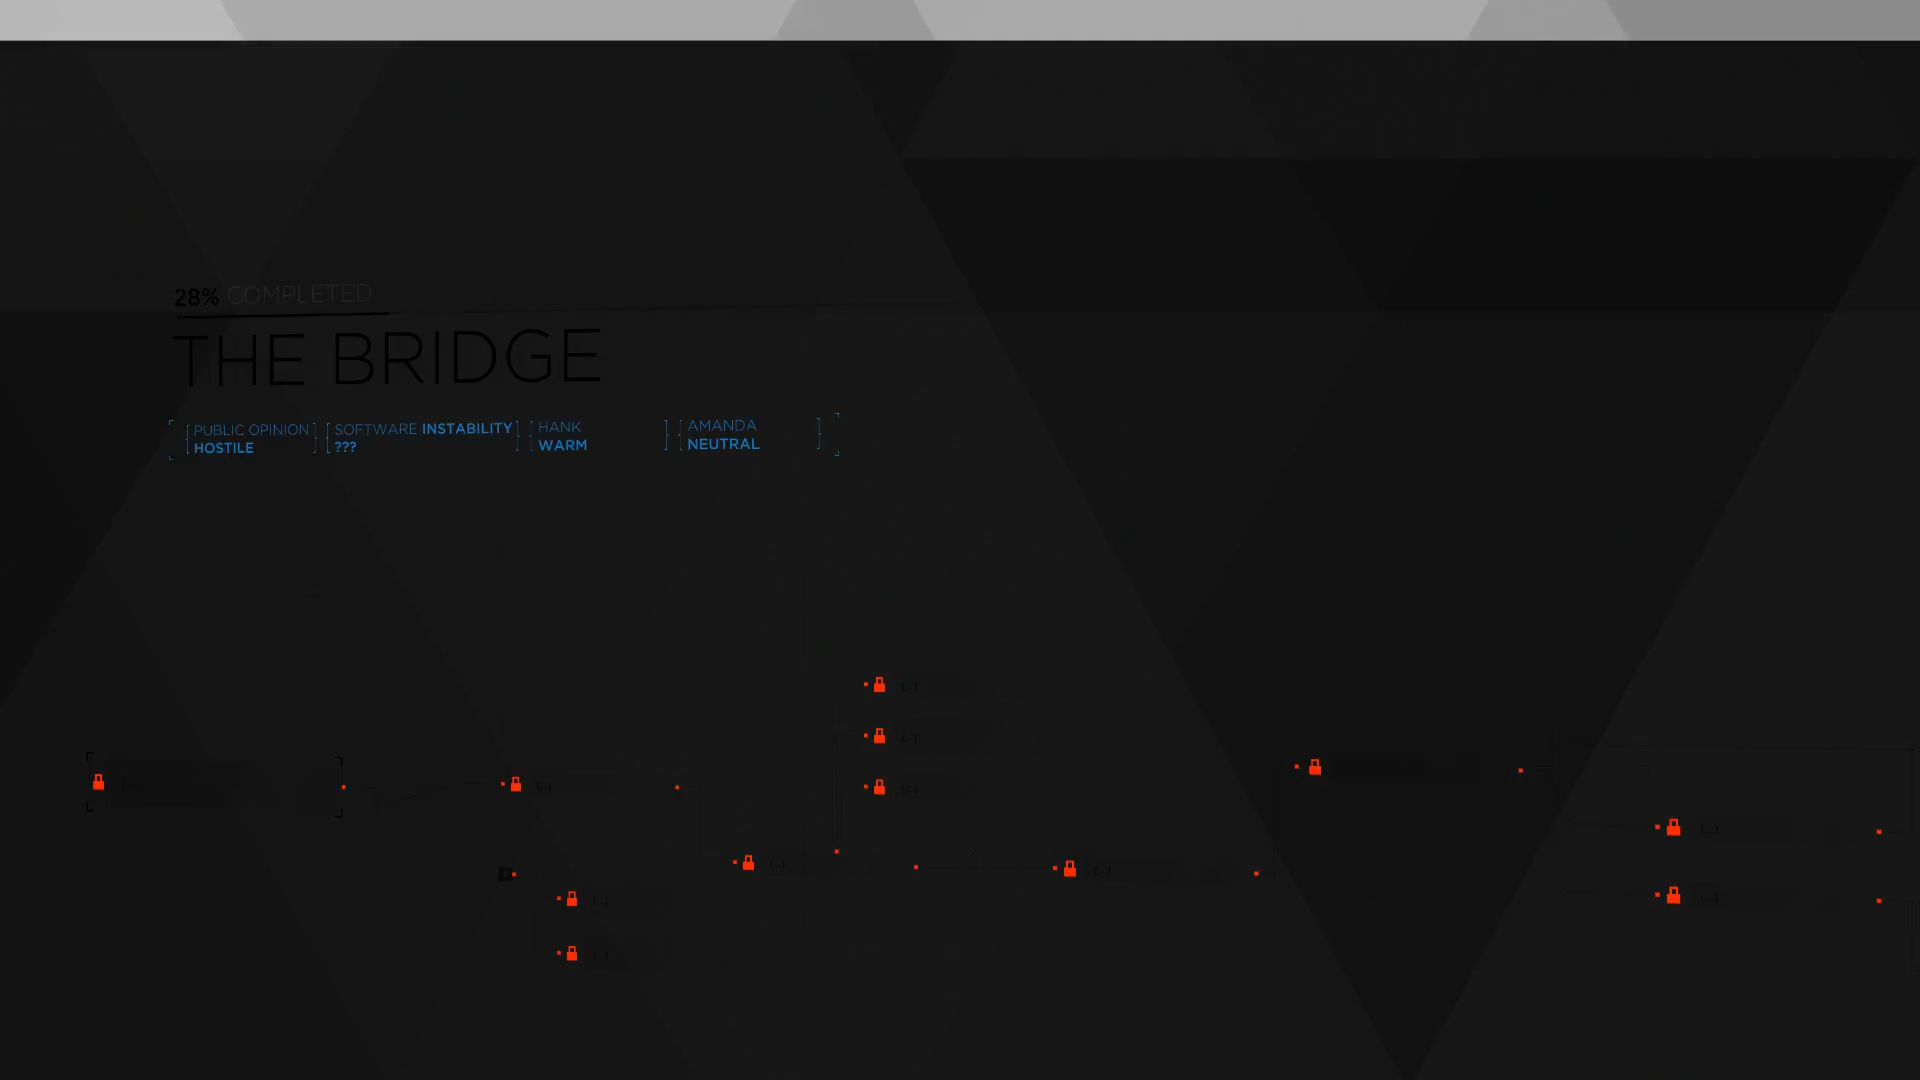 28% COMPLETED
THE BRIDGE
PUBLIC OPINION
HOSTILE
SOFTWARE INSTABILITY
???
HANK
WARM
AMANDA
NEUTRAL